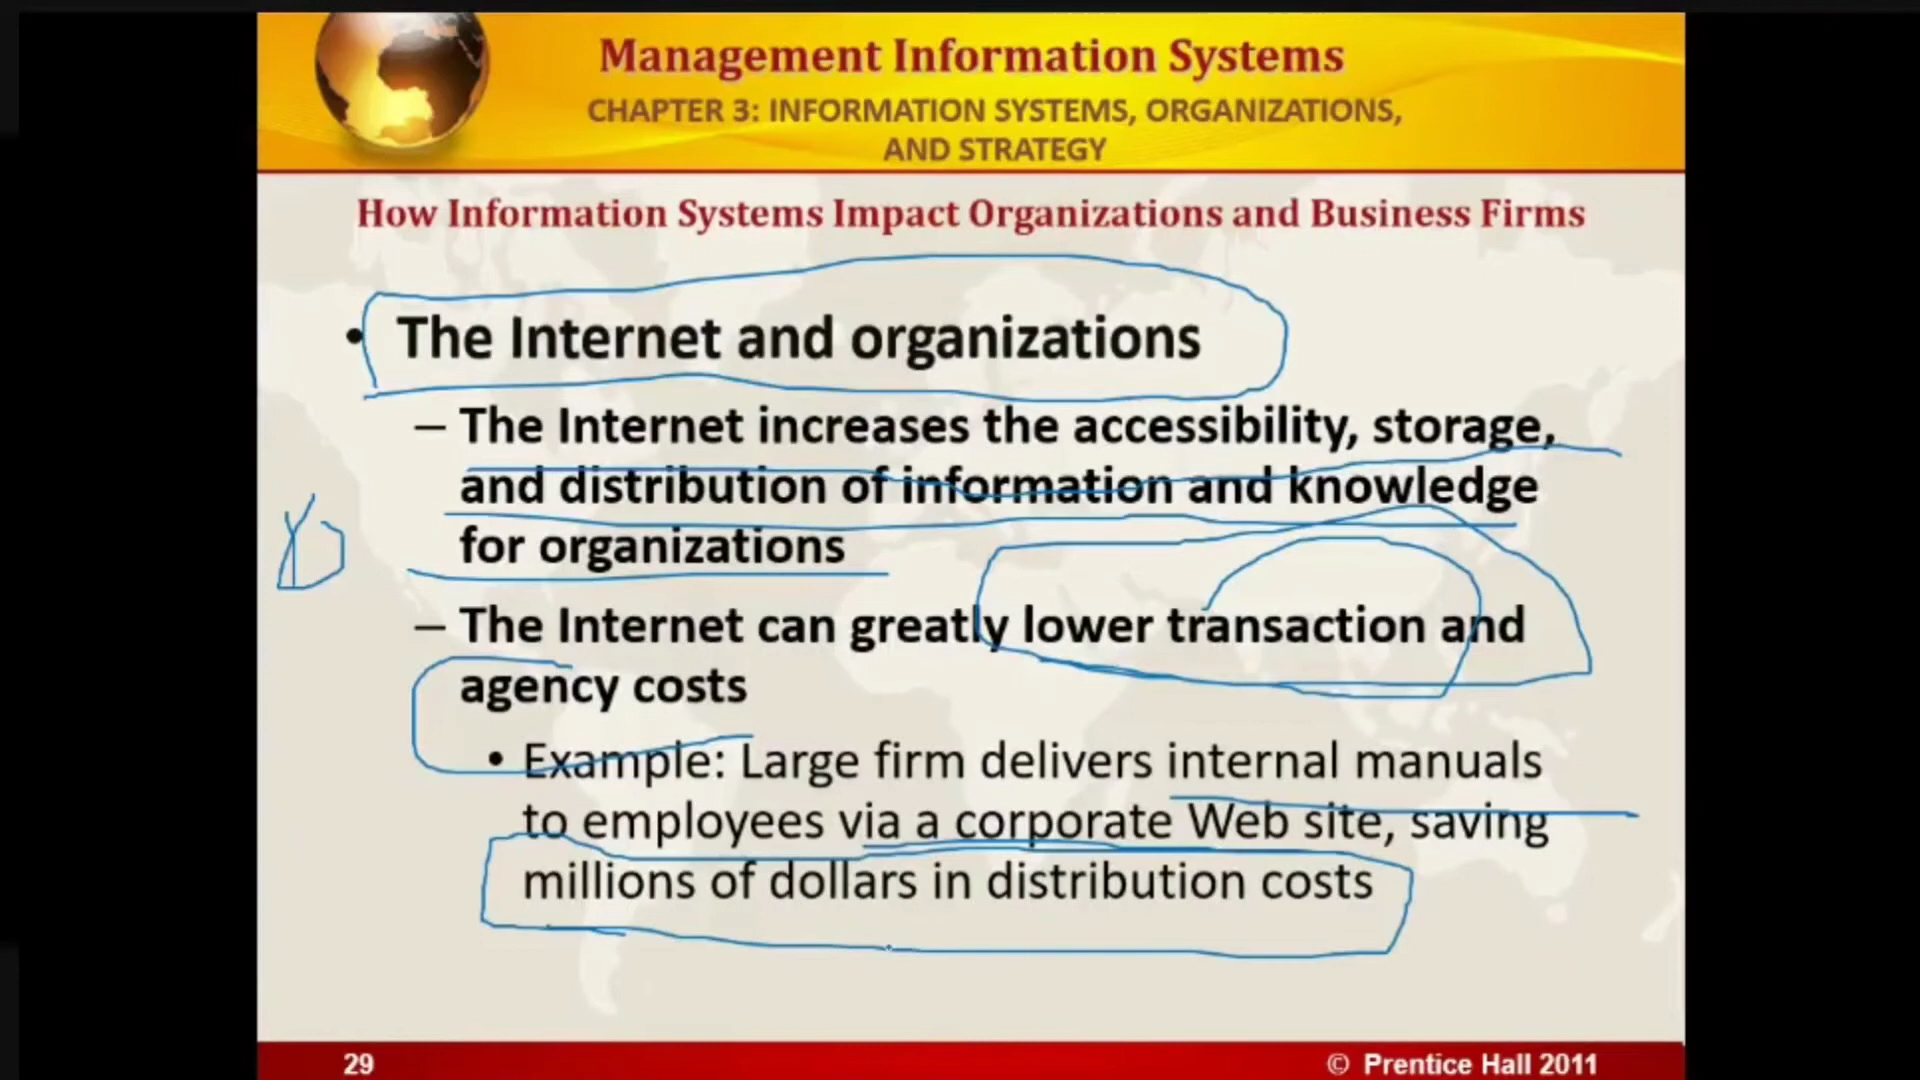 Management Information Systems
CHAPTER 3: INFORMATION SYSTEMS, ORGANIZATIONS,
AND STRATEGY
How Information Systems Impact Organizations and Business Firms
• The Internet and organizations
– The Internet increases the accessibility, storage,
and distribution of information and knowledge
for organizations
– The Internet can greatly lower transaction and
agency costs
• Example: Large firm delivers internal manuals
to employees via a corporate Web site, saving
millions of dollars in distribution costs
29
© Prentice Hall 2011